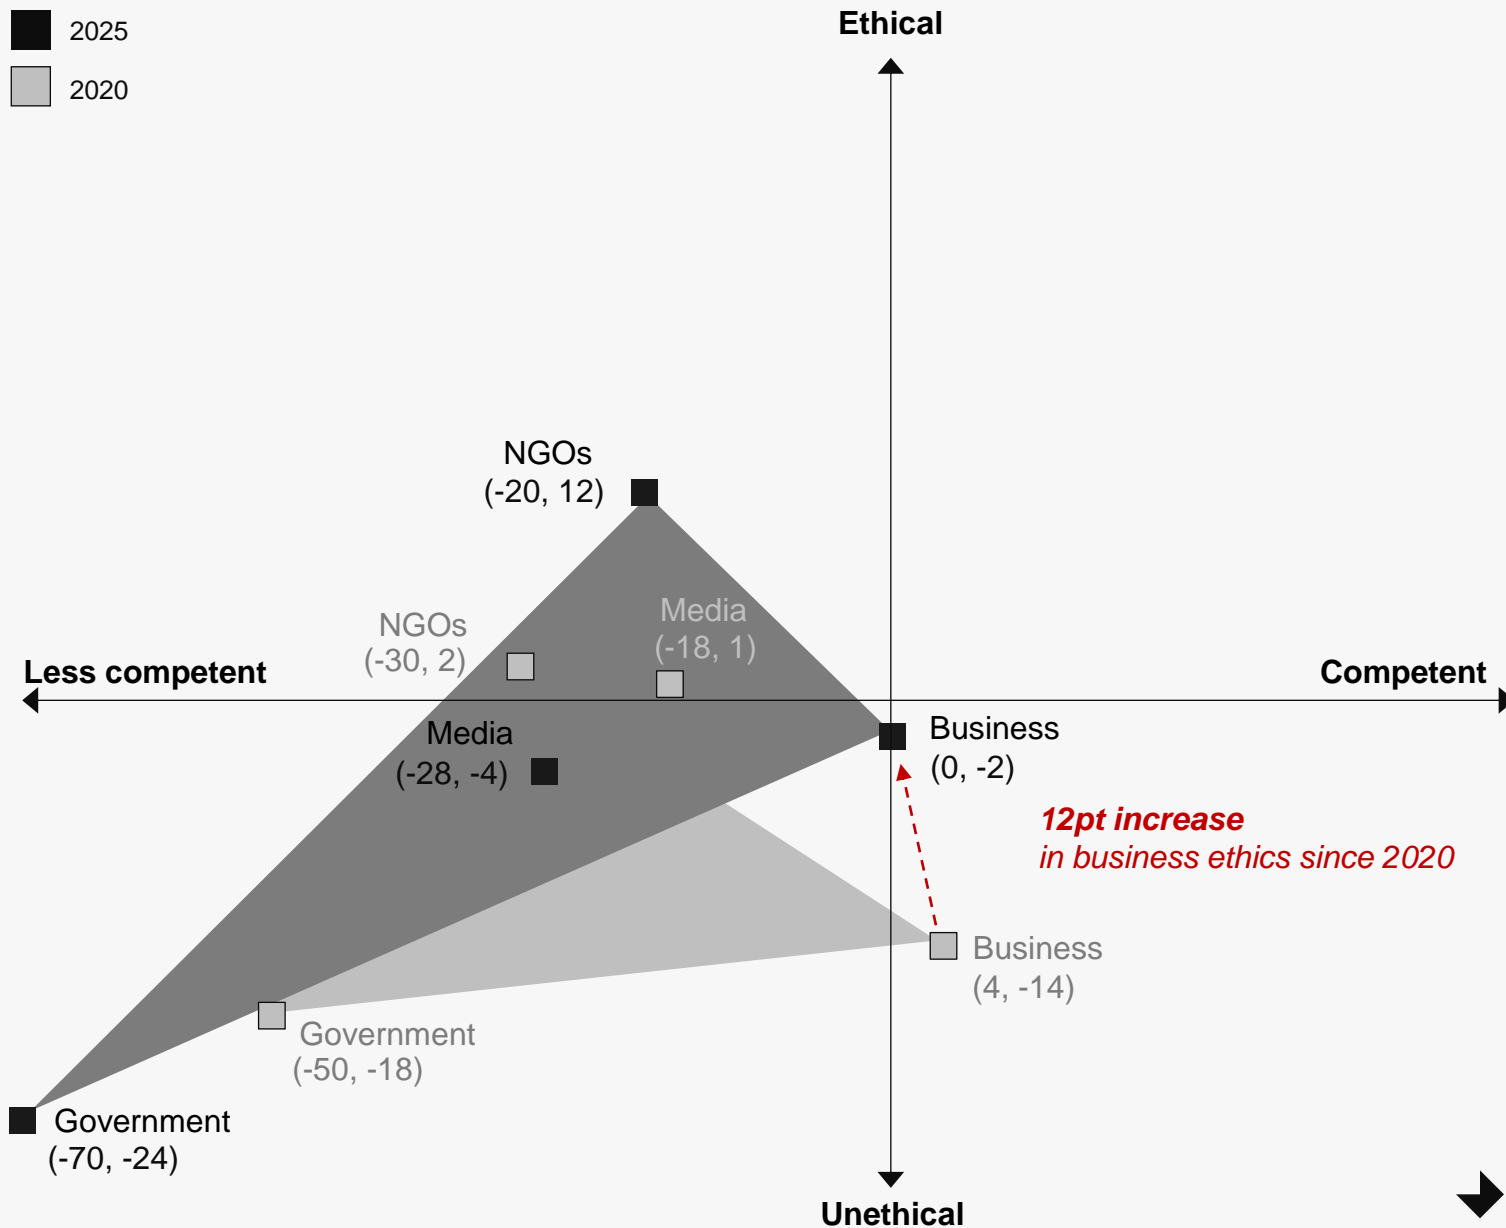 2025
2020
Ethical
NGOs
(-20, 12)
NGOs
(-30, 2)
Media
(-18, 1)
Less competent
Competent
Media
(-28, -4)
Business
(0, -2)
12pt increase
in business ethics since 2020
Business
(4, -14)
Government
(-50, -18)
Government
(-70, -24)
Unethical